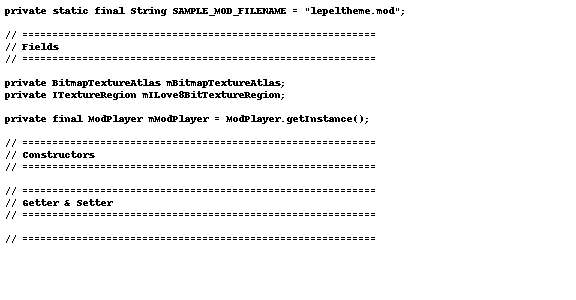 private static final String SAMPLE_MOD_FILENAME = "lepeltheme.mod";
// ===========================================================
// Fields
// ===========================================================
private BitmapTextureAtlas mBitmapTextureAtlas;
private ITextureRegion mILove8BitTextureRegion;
private final ModPlayer mModPlayer = ModPlayer.getInstance();
// ===========================================================
// Constructors
// ===========================================================
// ===========================================================
// Getter & Setter
// ===========================================================
// ===========================================================